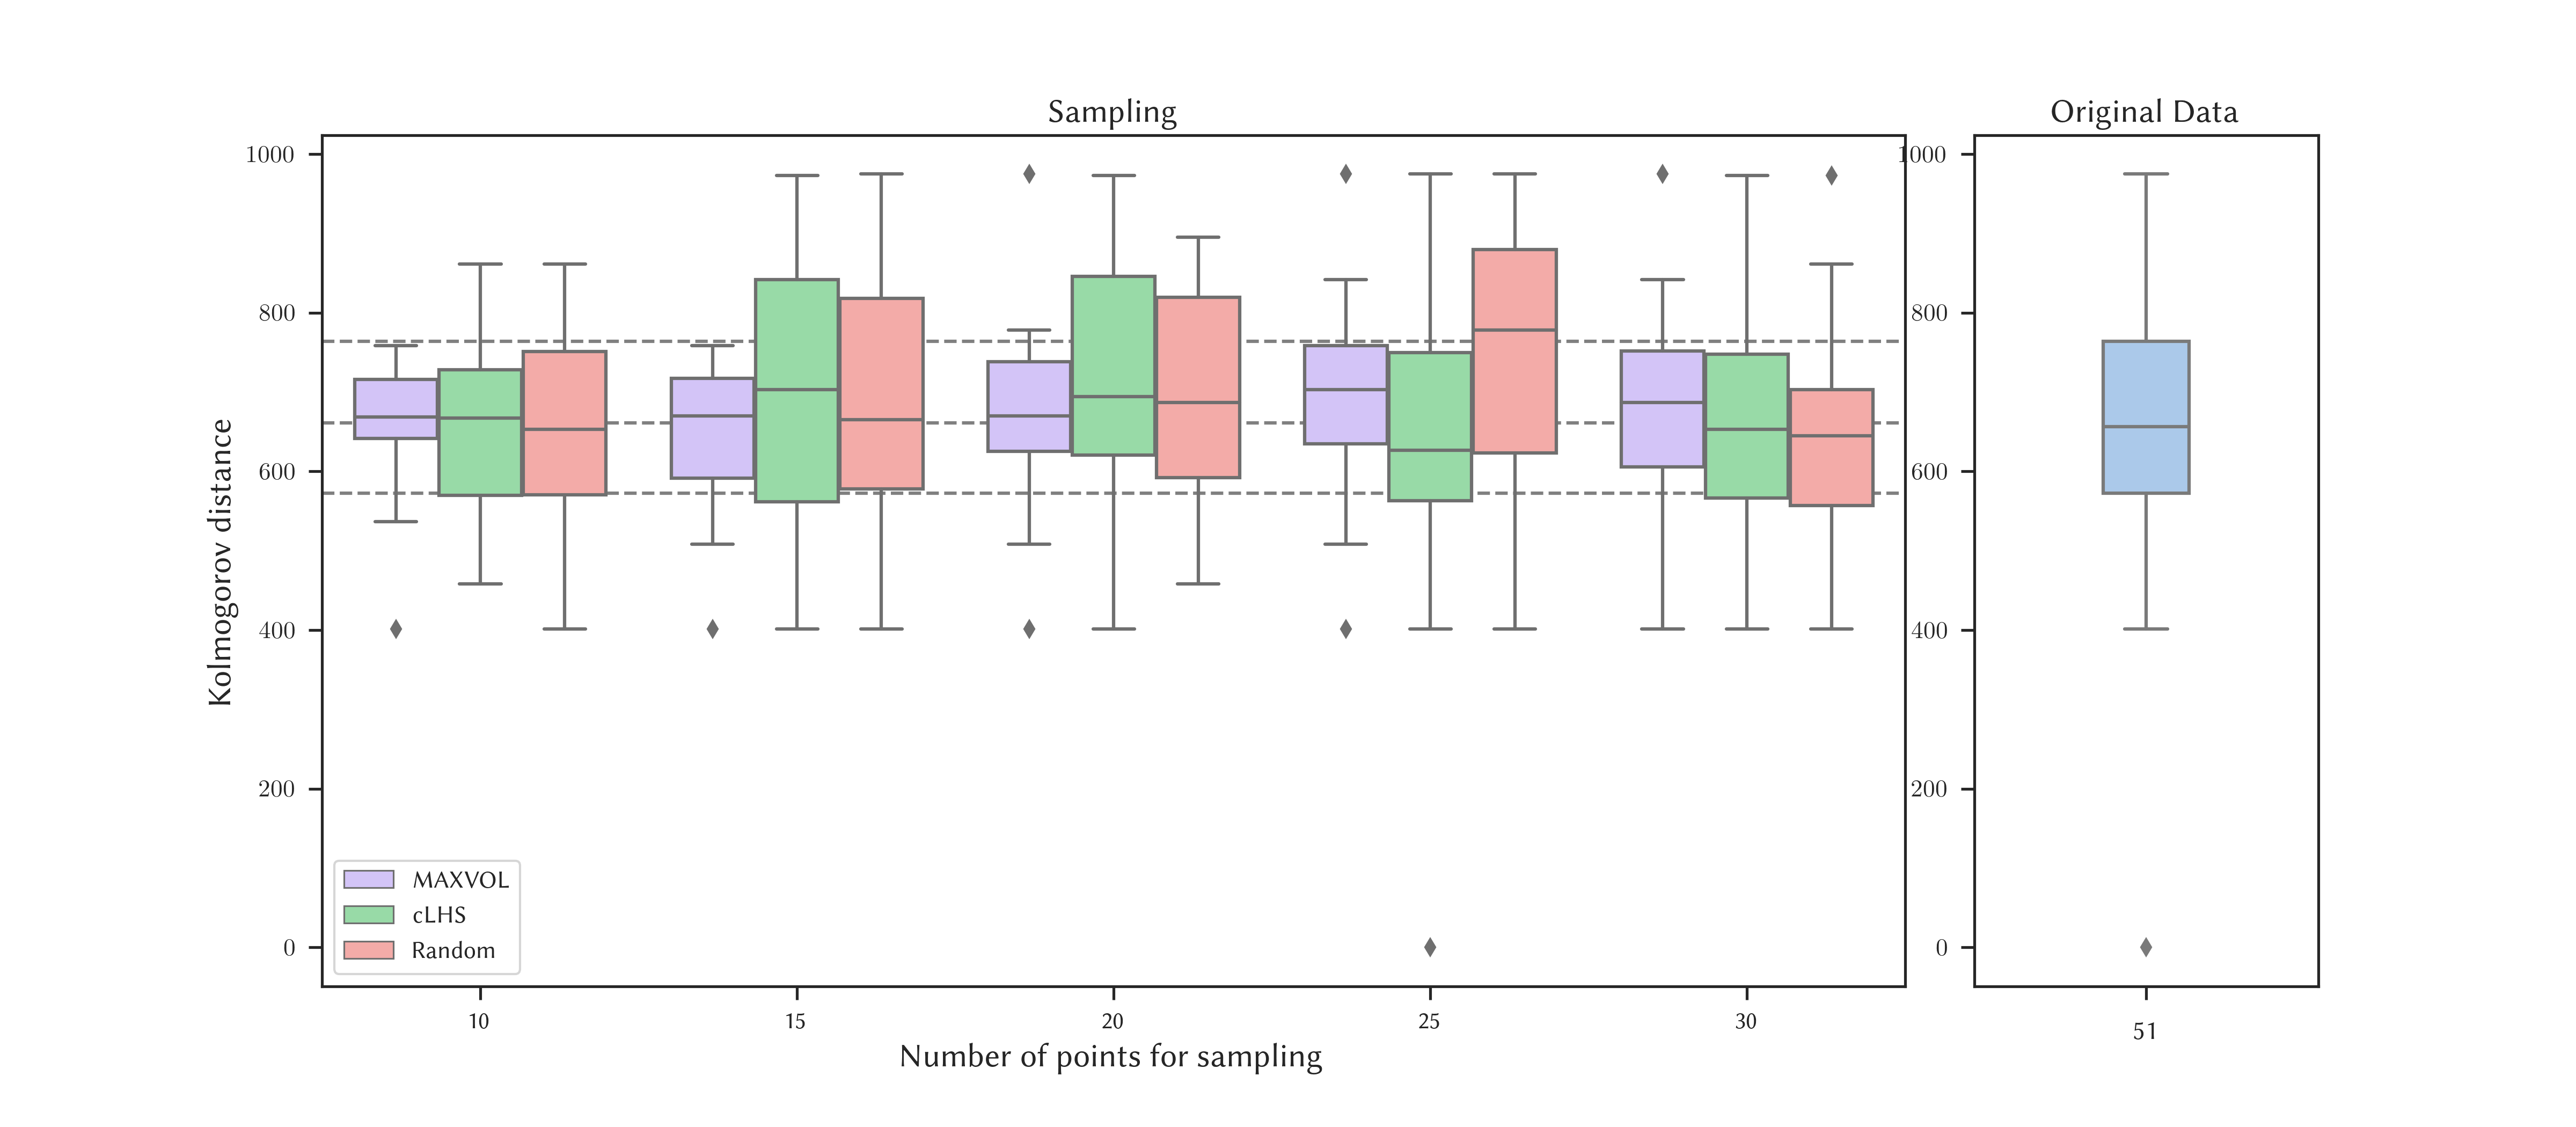 Sampling
Original Data
Kolmogorov distance
1000
800
600
400
200
0
MAXVOL
cLHS
Random
10
15
20
25
30
Number of points for sampling
1000
800
600
400
200
0
51